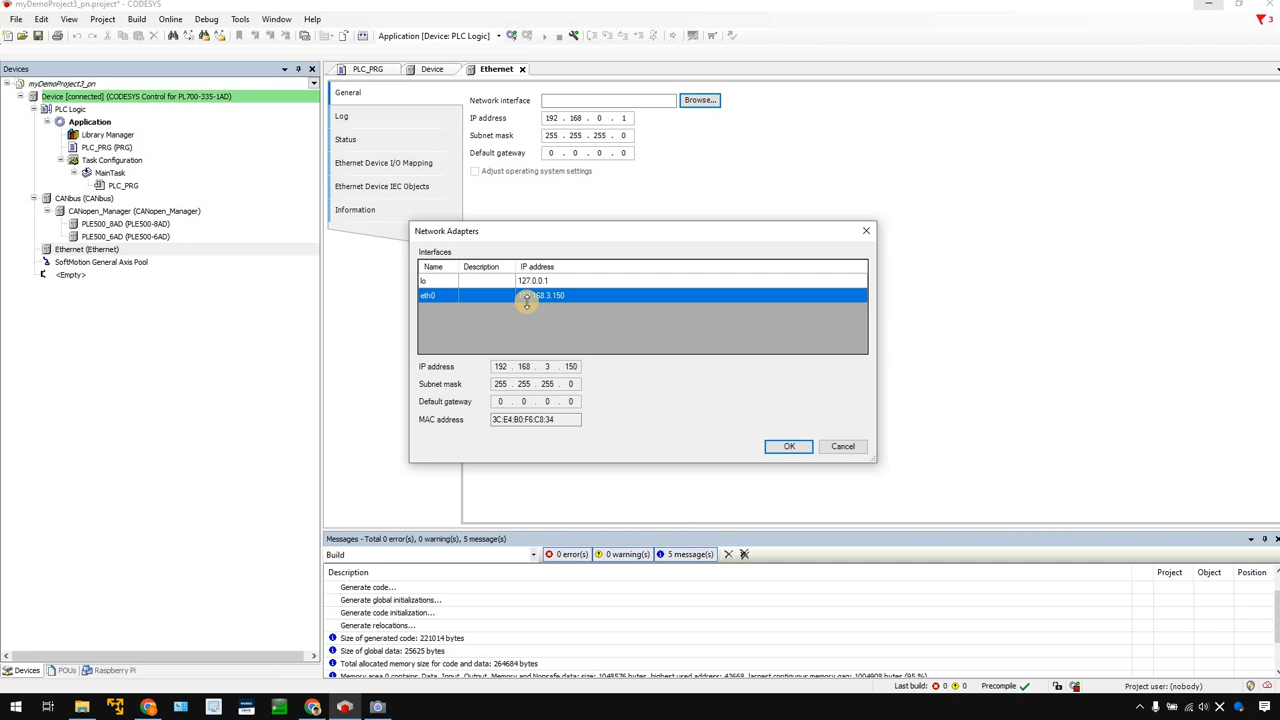 myDemoProject3_pn.project* - CODESYS
3
File Edit View Project Build Online Debug Tools Window Help
Application [Device: PLC Logic]
Devices
PLC_PRG Device Ethernet
myDemoProject3_pn
Device [connected] (CODESYS Control for PL700-335-1AD)
PLC Logic
Application
Library Manager
PLC_PRG (PRG)
Task Configuration
MainTask
PLC_PRG
CANbus (CANbus)
CANopen_Manager (CANopen_Manager)
PLE500_8AD (PLE500-8AD)
PLE500_6AD (PLE500-6AD)
Ethernet (Ethernet)
SoftMotion General Axis Pool
<Empty>
General
Log
Status
Ethernet Device I/O Mapping
Ethernet Device IEC Objects
Information
Network interface Browse...
IP address 192 . 168 . 0 . 1
Subnet mask 255 . 255 . 255 . 0
Default gateway 0 . 0 . 0 . 0
Adjust operating system settings
Network Adapters
Interfaces
Name Description IP address
lo 127.0.0.1
eth0 192.168.3.150
IP address 192 . 168 . 3 . 150
Subnet mask 255 . 255 . 255 . 0
Default gateway 0 . 0 . 0 . 0
MAC address 3C:E4:B0:F6:C8:34
OK Cancel
Messages - Total 0 error(s), 0 warning(s), 5 message(s)
Build 0 error(s) 0 warning(s) 5 message(s)
Description Project Object Position
Generate code...
Generate global initializations...
Generate code initialization...
Generate relocations...
Size of generated code: 221014 bytes
Size of global data: 25625 bytes
Total allocated memory size for code and data: 264684 bytes
Devices POUs Raspberry Pi
Last build: 0 0 Precompile Project user: (nobody)